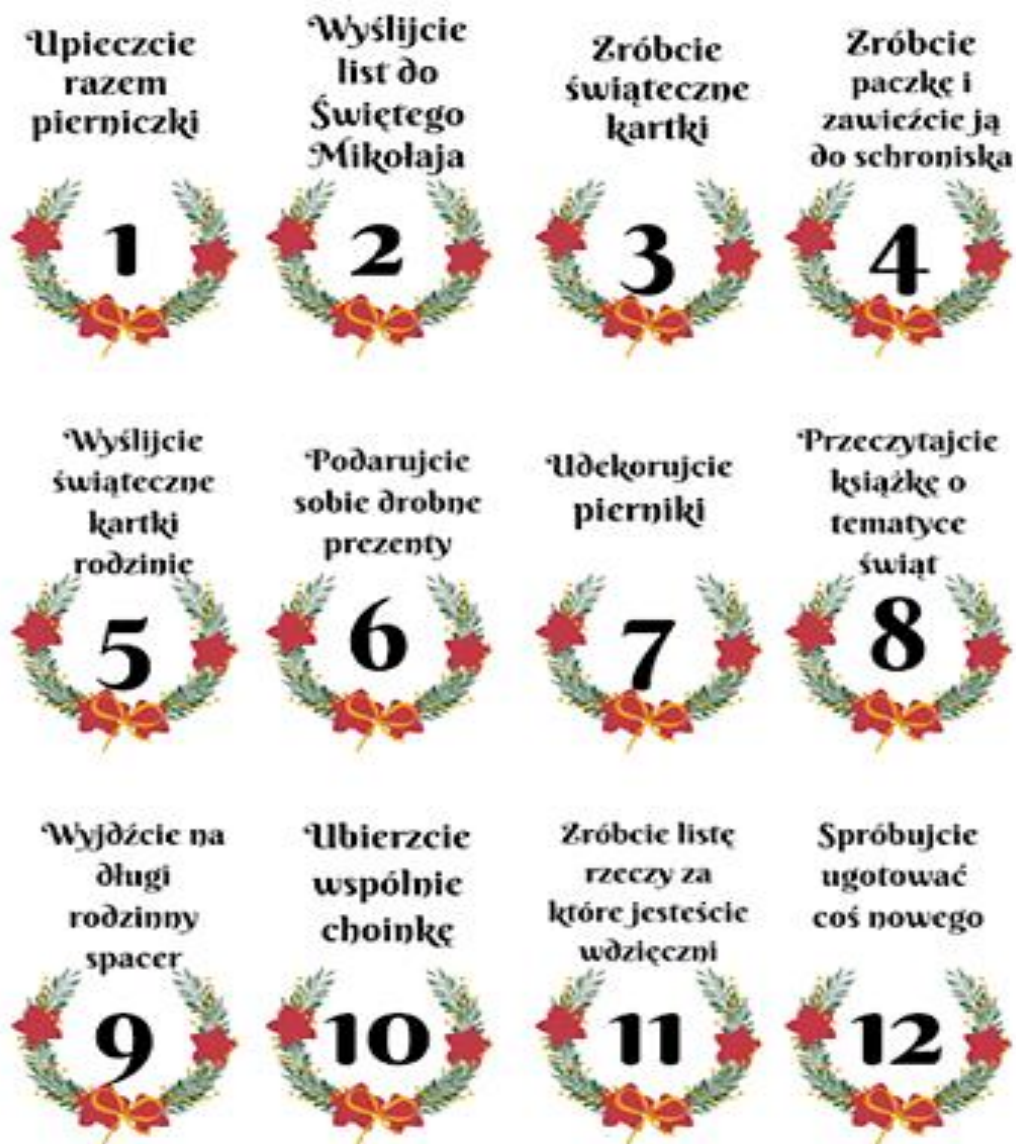 Upieczcie
razem
pierniczki
1
Wyślijcie
list do
Świętego
Mikołaja
2
Zróbcie
świąteczne
kartki
3
Zróbcie
paczkę i
zawieźcie ją
do schroniska
4
Wyślijcie
świąteczne
kartki
rodzinie
5
Podarujcie
sobie drobne
prezenty
6
Udekorujcie
pierniki
7
Przeczytajcie
książkę o
tematyce
świąt
8
Wyjdźcie na
długi
rodzinny
spacer
9
Ubierzcie
wspólnie
choinkę
10
Zróbcie listę
rzeczy za
które jesteście
wdzięczni
11
Spróbujcie
ugotować
coś nowego
12